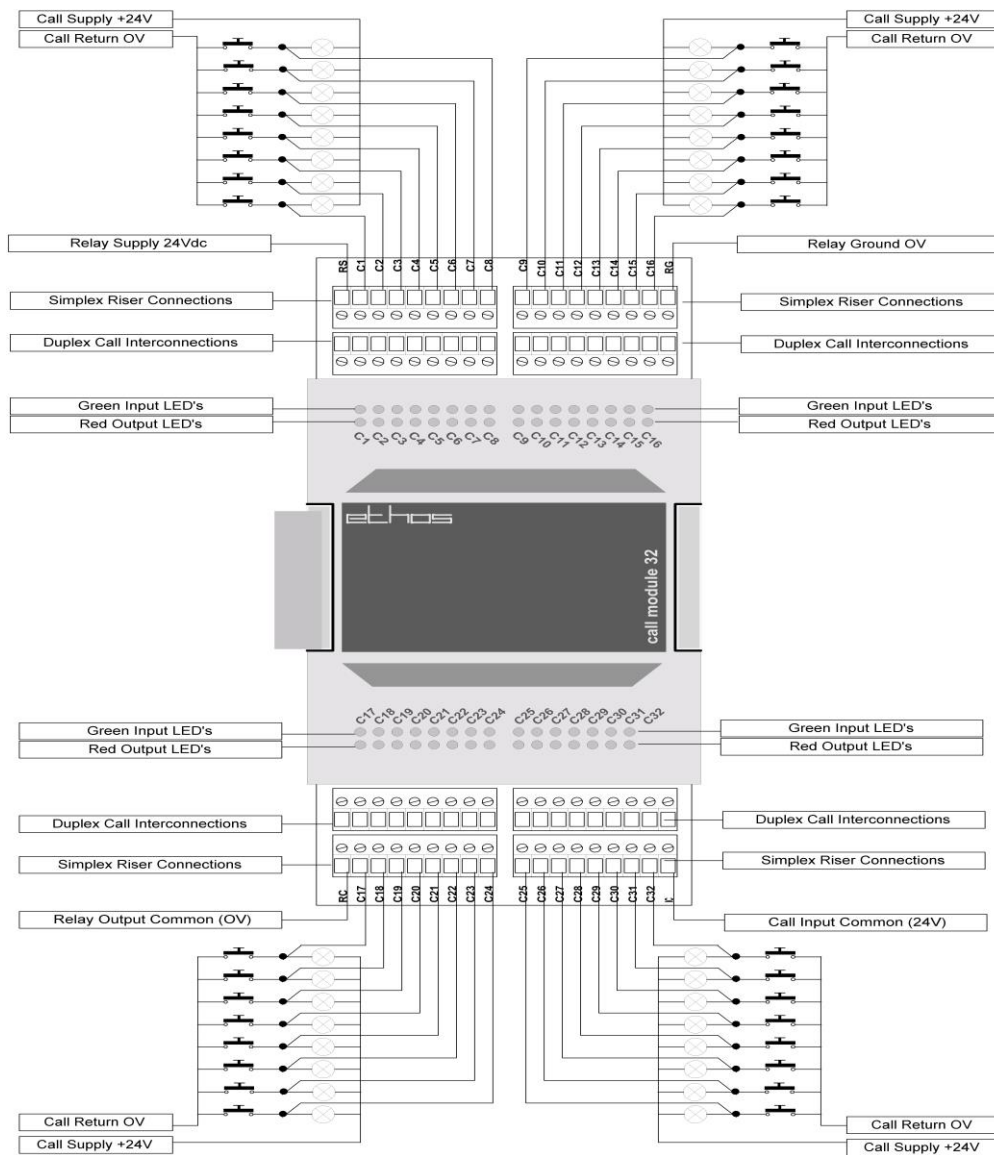 Call Supply +24V
Call Supply +24V
Call Return OV
Call Return OV
Relay Supply 24Vdc
Relay Ground OV
RS C1 C2 C3 C4 C5 C6 C7 C8
C9 C10 C11 C12 C13 C14 C15 C16 RG
Simplex Riser Connections
Simplex Riser Connections
Duplex Call Interconnections
Duplex Call Interconnections
Green Input LED's
Green Input LED's
Red Output LED's
Red Output LED's
C1 C2 C3 C4 C5 C6 C7 C8
C9 C10 C11 C12 C13 C14 C15 C16
ethos
call module 32
C17 C18 C19 C20 C21 C22 C23 C24
C25 C26 C27 C28 C29 C30 C31 C32
Green Input LED's
Green Input LED's
Red Output LED's
Red Output LED's
Duplex Call Interconnections
Duplex Call Interconnections
Simplex Riser Connections
Simplex Riser Connections
RC C17 C18 C19 C20 C21 C22 C23 C24
C25 C26 C27 C28 C29 C30 C31 C32
Relay Output Common (OV)
Call Input Common (24V)
Call Return OV
Call Return OV
Call Supply +24V
Call Supply +24V